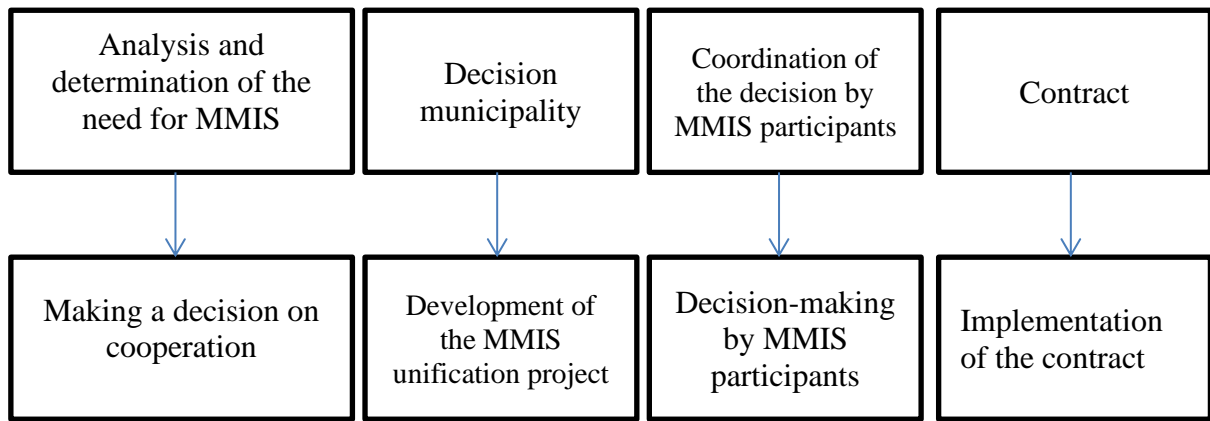 Analysis and
determination of the
need for MMIS
Decision
municipality
Coordination of
the decision by
MMIS participants
Contract
Making a decision on
cooperation
Development of
the MMIS
unification project
Decision-making
by MMIS
participants
Implementation
of the contract